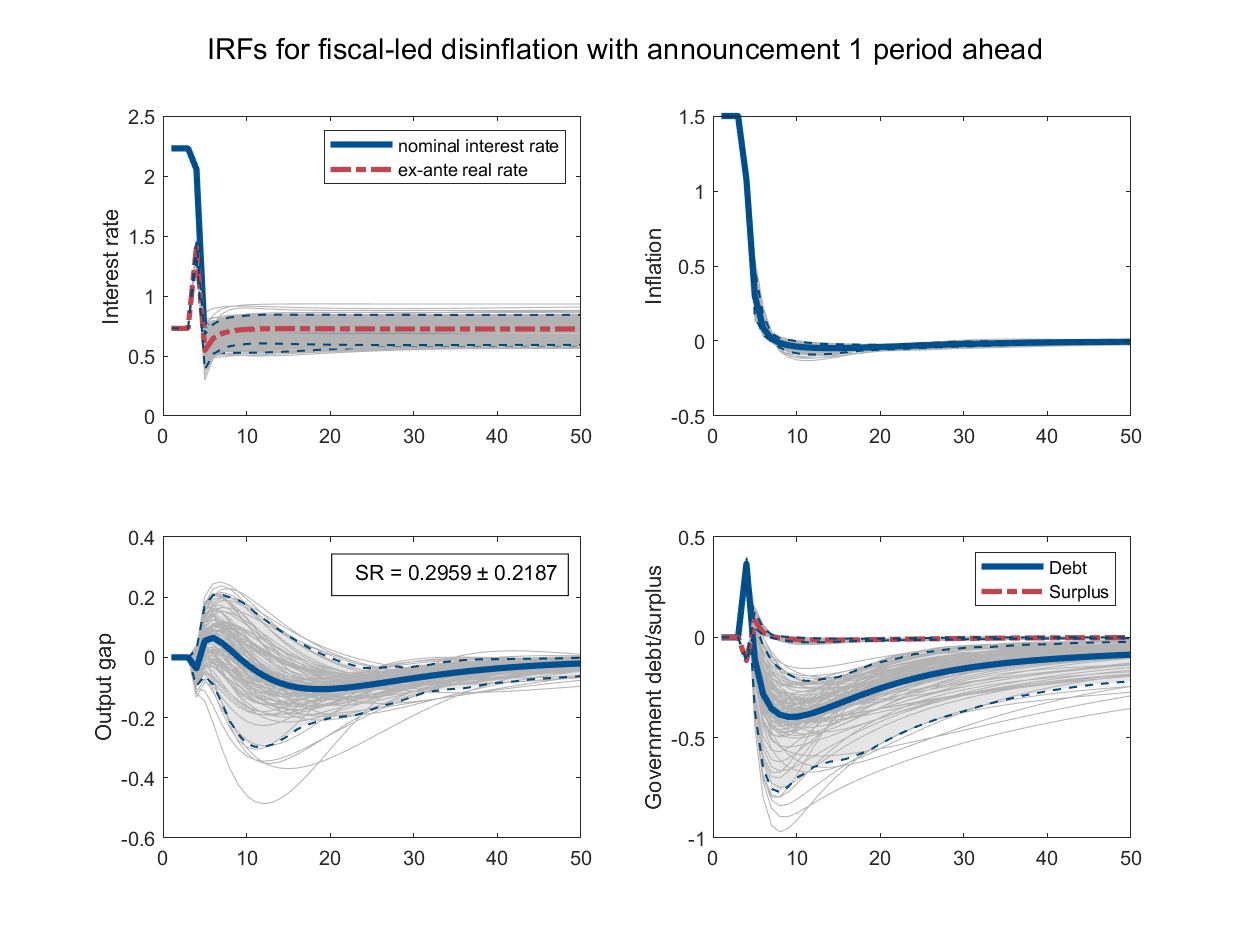 IRFs for fiscal-led disinflation with announcement 1 period ahead
2.5
2
1.5
1
0.5
0
Interest rate
nominal interest rate
ex-ante real rate
0 10 20 30 40 50
1.5
1
0.5
0
-0.5
Inflation
0 10 20 30 40 50
0.4
0.2
0
-0.2
-0.4
-0.6
Output gap
SR = 0.2959 ± 0.2187
0 10 20 30 40 50
0.5
0
-0.5
-1
Government debt/surplus
Debt
Surplus
0 10 20 30 40 50